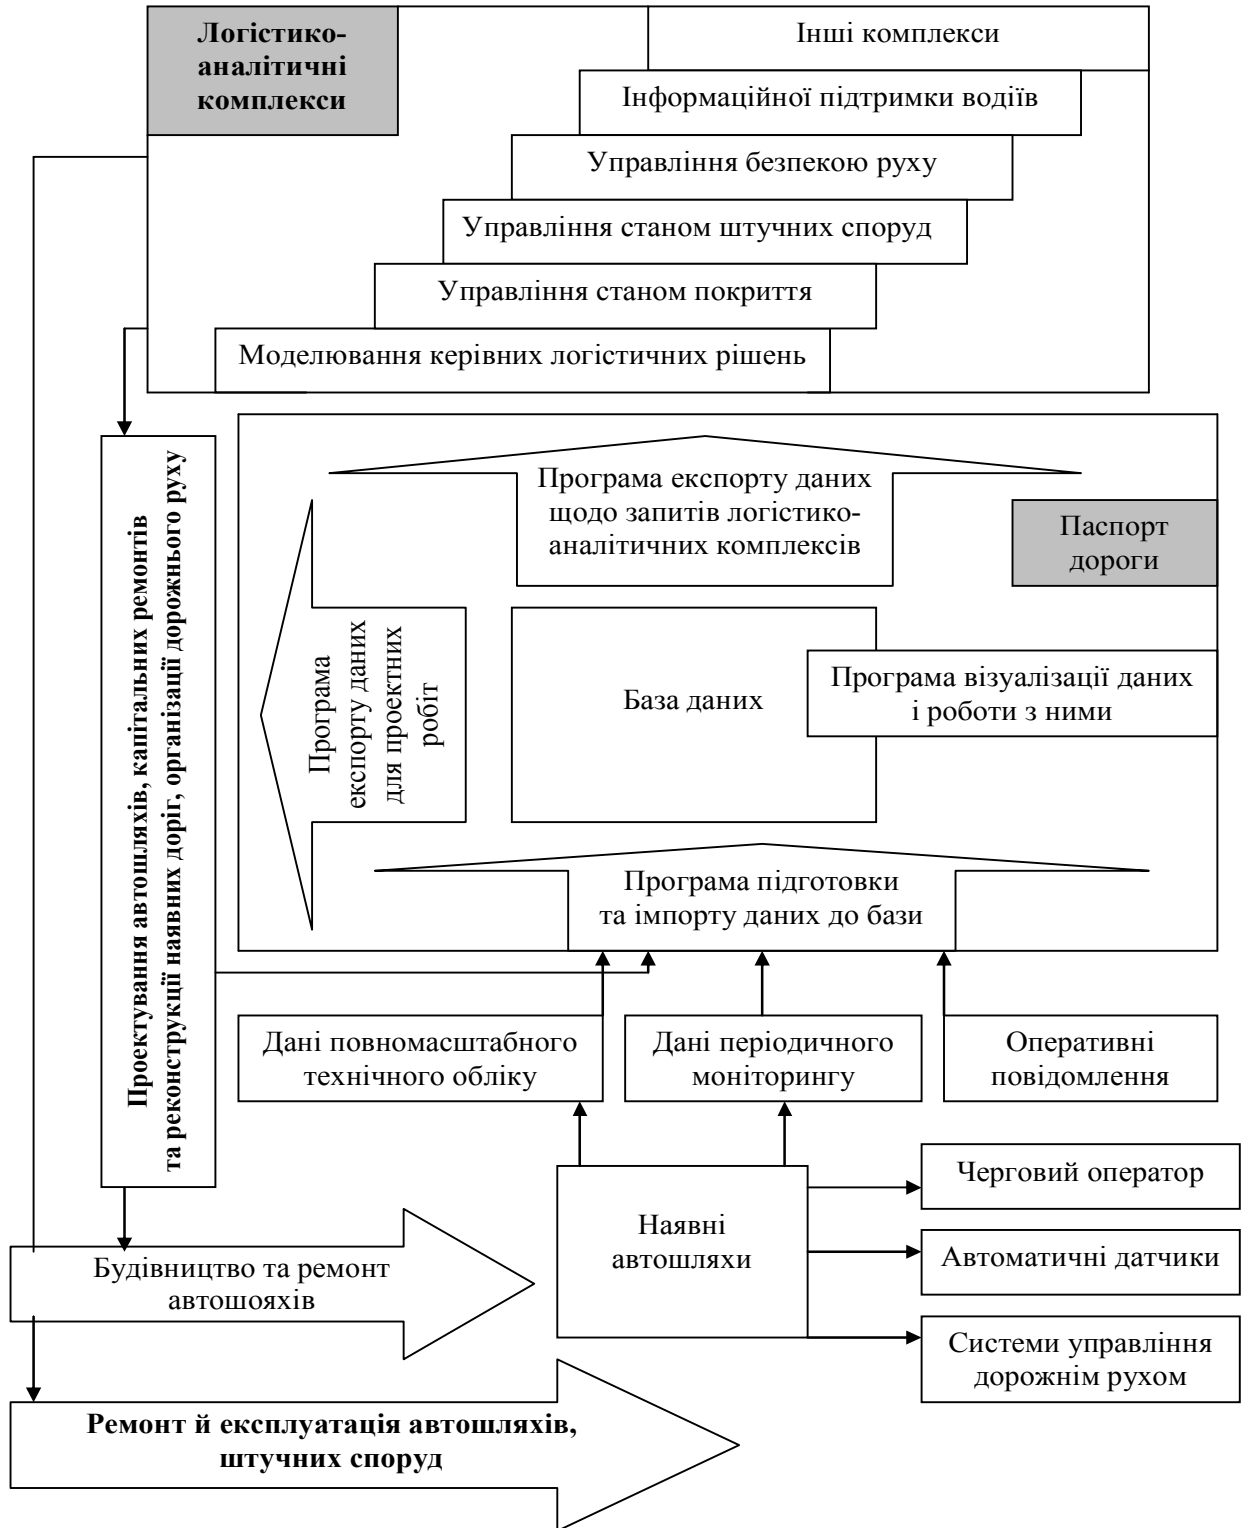 Логістико-
аналітичні
комплекси
Інші комплекси
Інформаційної підтримки водіїв
Управління безпекою руху
Управління станом штучних споруд
Управління станом покриття
Моделювання керівних логістичних рішень
Проектування автошляхів, капітальних ремонтів
та реконструкції наявних доріг, організації дорожнього руху
Програма експорту даних
щодо запитів логістико-
аналітичних комплексів
Паспорт
дороги
Програма
експорту даних
для проектних
робіт
База даних
Програма візуалізації даних
і роботи з ними
Програма підготовки
та імпорту даних до бази
Дані повномасштабного
технічного обліку
Дані періодичного
моніторингу
Оперативні
повідомлення
Наявні
автошляхи
Черговий оператор
Автоматичні датчики
Системи управління
дорожнім рухом
Будівництво та ремонт
автошояхів
Ремонт й експлуатація автошляхів,
штучних споруд